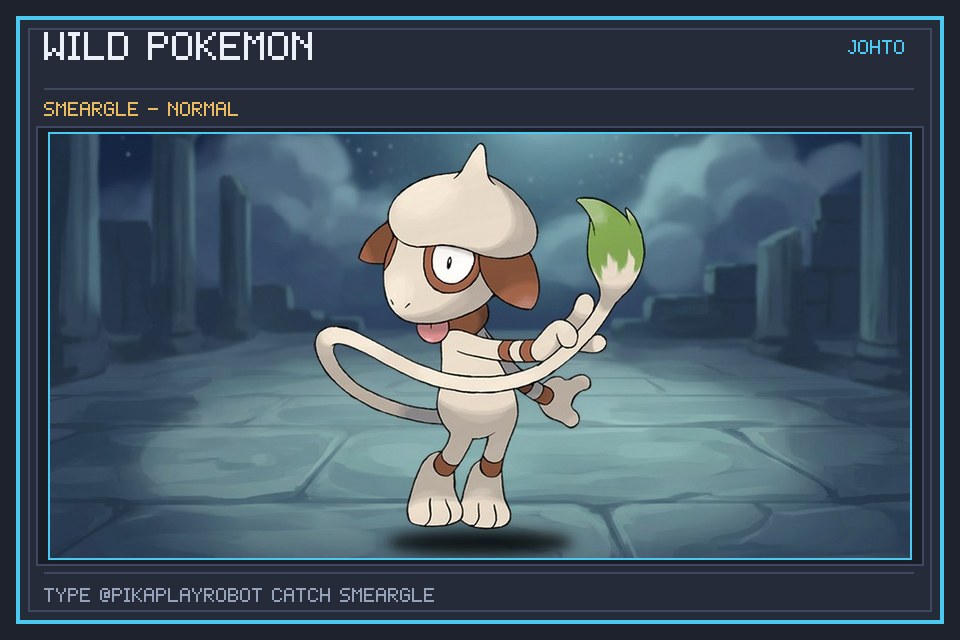 WILD POKEMON
JOHTO
SMEARGLE - NORMAL
TYPE @PIKAPLAYROBOT CATCH SMEARGLE